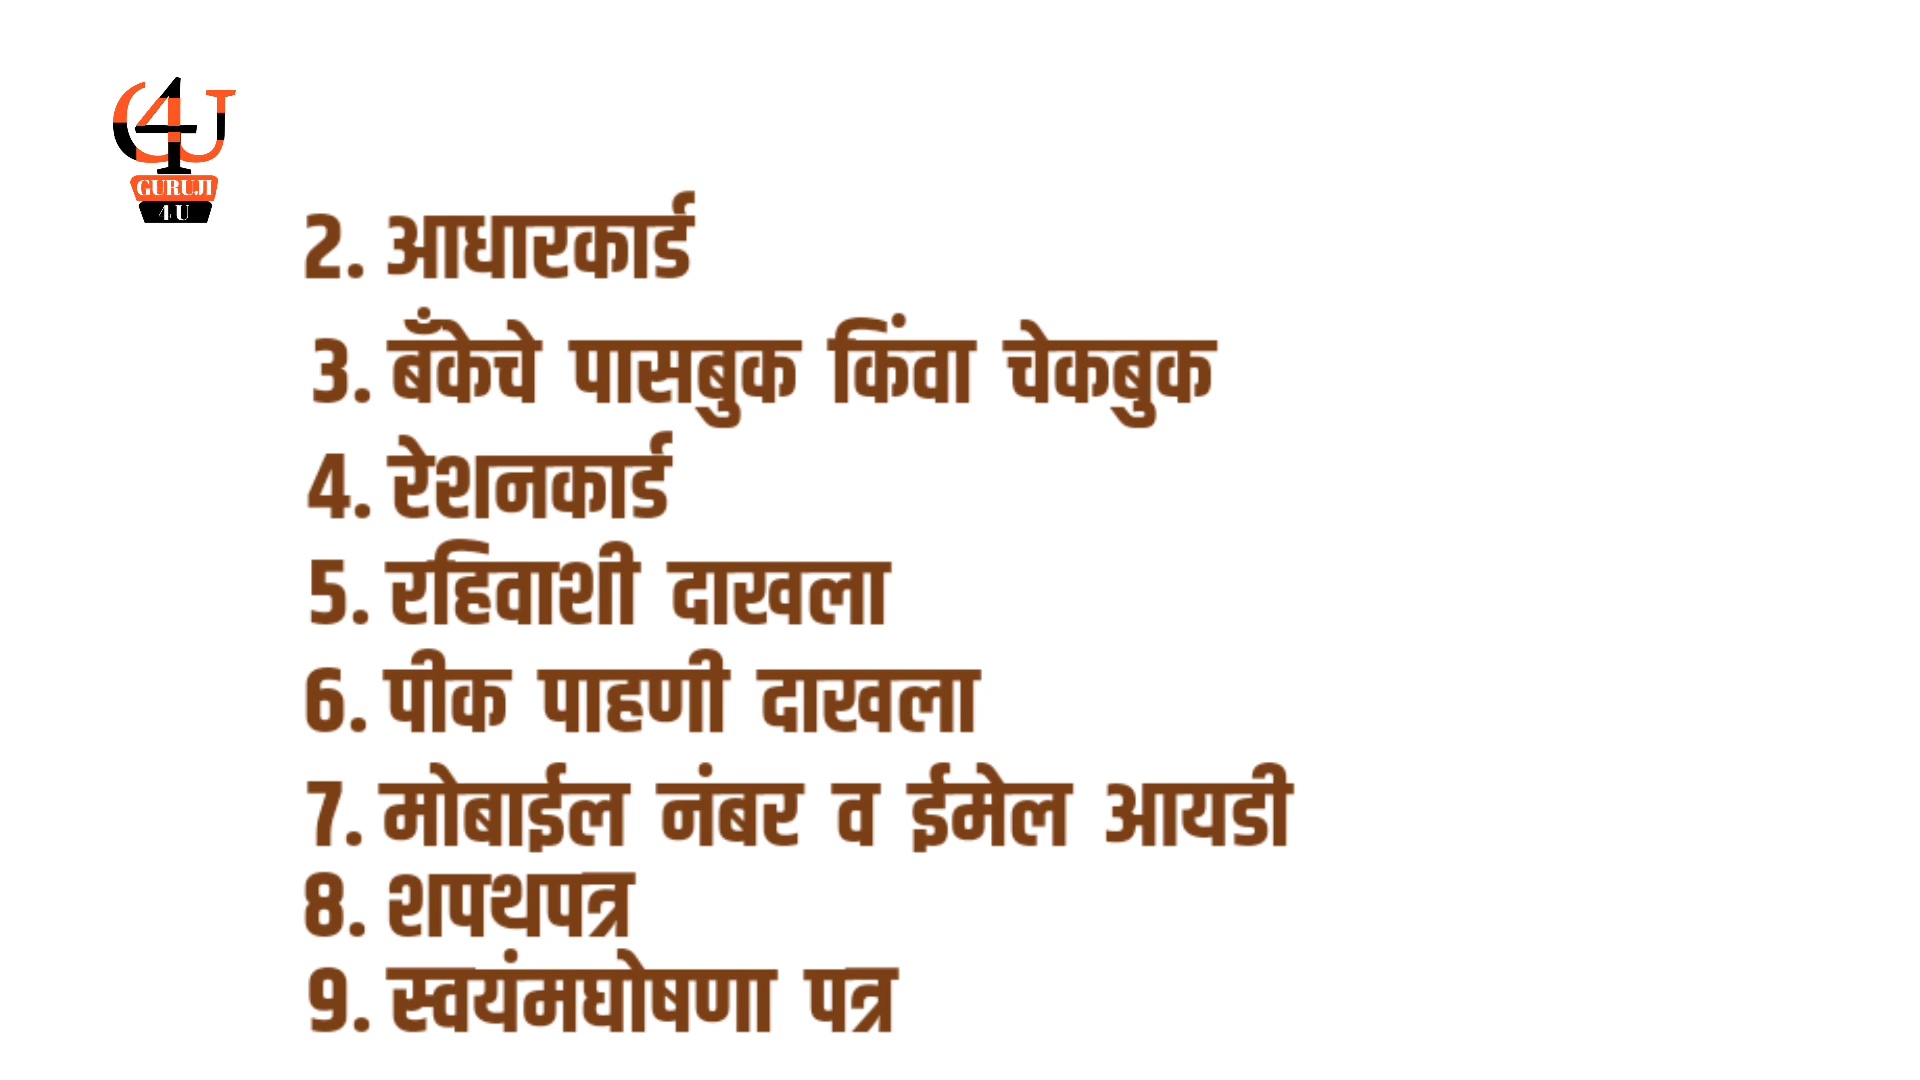 G4U
GURUJI
4U
2. आधारकार्ड
3. बँकेचे पासबुक किंवा चेकबुक
4. रेशनकार्ड
5. रहिवाशी दाखला
6. पीक पाहणी दाखला
7. मोबाईल नंबर व ईमेल आयडी
8. शपथपत्र
9. स्वयंमघोषणा पत्र